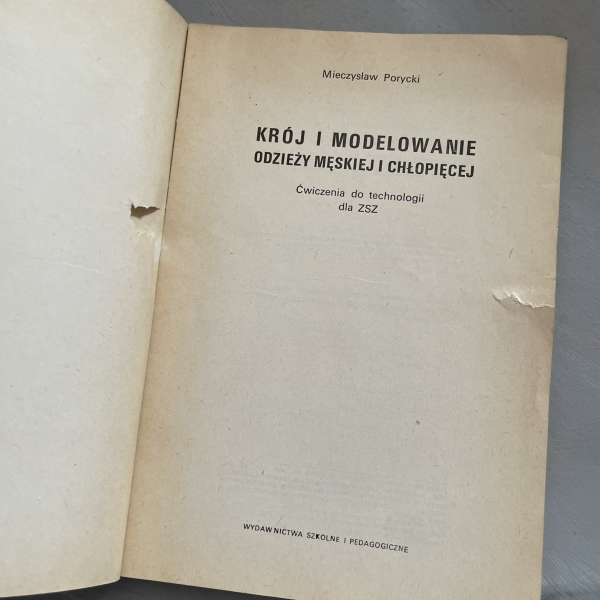 Mieczysław Porycki
KRÓJ I MODELOWANIE
ODZIEŻY MĘSKIEJ I CHŁOPIĘCEJ
Ćwiczenia do technologii
dla ZSZ
WYDAWNICTWA SZKOLNE I PEDAGOGICZNE